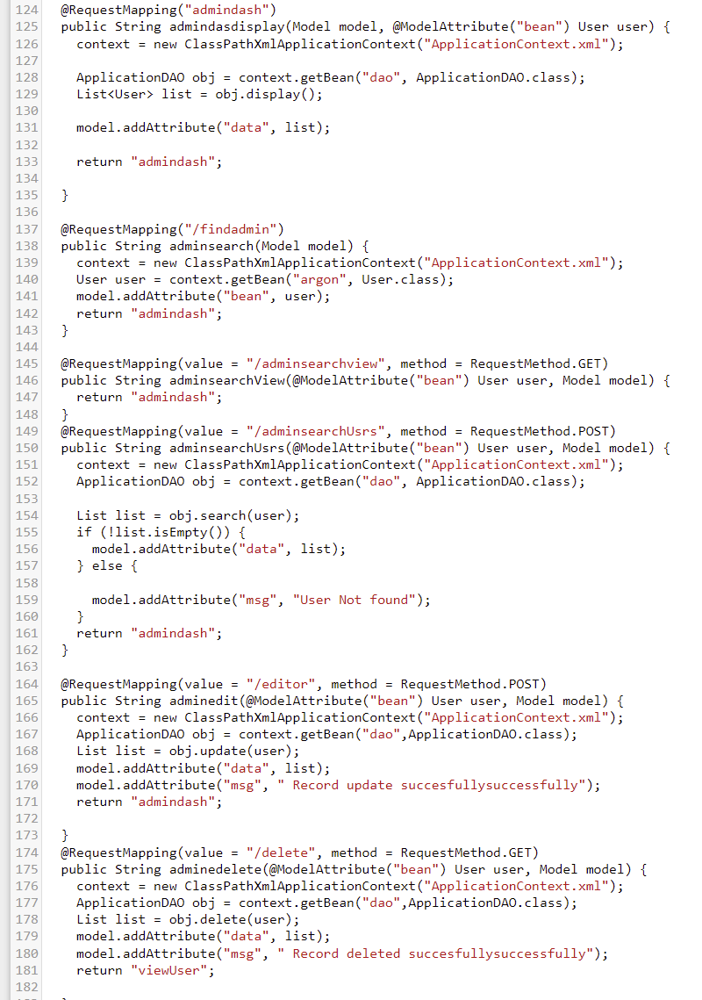 124 @RequestMapping("admindash")
125 public String admindasdisplay(Model model, @ModelAttribute("bean") User user) {
126 context = new ClassPathXmlApplicationContext("ApplicationContext.xml");
127
128 ApplicationDAO obj = context.getBean("dao", ApplicationDAO.class);
129 List<User> list = obj.display();
130
131 model.addAttribute("data", list);
132
133 return "admindash";
134
135 }
136
137 @RequestMapping("/findadmin")
138 public String adminsearch(Model model) {
139 context = new ClassPathXmlApplicationContext("ApplicationContext.xml");
140 User user = context.getBean("argon", User.class);
141 model.addAttribute("bean", user);
142 return "admindash";
143 }
144
145 @RequestMapping(value = "/adminsearchview", method = RequestMethod.GET)
146 public String adminsearchView(@ModelAttribute("bean") User user, Model model) {
147 return "admindash";
148 }
149 @RequestMapping(value = "/adminsearchUsrs", method = RequestMethod.POST)
150 public String adminsearchUsrs(@ModelAttribute("bean") User user, Model model) {
151 context = new ClassPathXmlApplicationContext("ApplicationContext.xml");
152 ApplicationDAO obj = context.getBean("dao", ApplicationDAO.class);
153
154 List list = obj.search(user);
155 if (!list.isEmpty()) {
156 model.addAttribute("data", list);
157 } else {
158
159 model.addAttribute("msg", "User Not found");
160 }
161 return "admindash";
162 }
163
164 @RequestMapping(value = "/editor", method = RequestMethod.POST)
165 public String adminedit(@ModelAttribute("bean") User user, Model model) {
166 context = new ClassPathXmlApplicationContext("ApplicationContext.xml");
167 ApplicationDAO obj = context.getBean("dao",ApplicationDAO.class);
168 List list = obj.update(user);
169 model.addAttribute("data", list);
170 model.addAttribute("msg", " Record update succesfullysuccessfully");
171 return "admindash";
172
173 }
174 @RequestMapping(value = "/delete", method = RequestMethod.GET)
175 public String adminedelete(@ModelAttribute("bean") User user, Model model) {
176 context = new ClassPathXmlApplicationContext("ApplicationContext.xml");
177 ApplicationDAO obj = context.getBean("dao",ApplicationDAO.class);
178 List list = obj.delete(user);
179 model.addAttribute("data", list);
180 model.addAttribute("msg", " Record deleted succesfullysuccessfully");
181 return "viewUser";
182